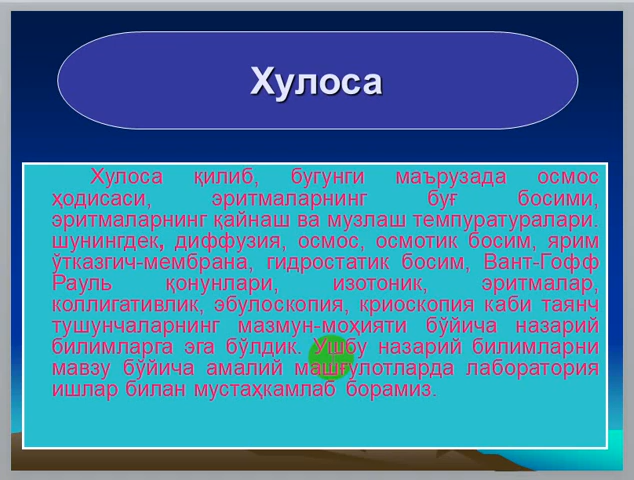 Хулоса
Хулоса қилиб, бугунги маърузада осмос
ҳодисаси, эритмаларнинг буғ босими,
эритмаларнинг қайнаш ва музлаш темпуратуралари.
шунингдек, диффузия, осмос, осмотик босим, ярим
ўтказгич-мембрана, гидростатик босим, Вант-Гофф
Рауль қонунлари, изотоник, эритмалар,
коллигативлик, эбулоскопия, криоскопия каби таянч
тушунчаларнинг мазмун-моҳияти бўйича назарий
билимларга эга бўлдик. Ушбу назарий билимларни
мавзу бўйича амалий машғулотларда лаборатория
ишлар билан мустаҳкамлаб борамиз.